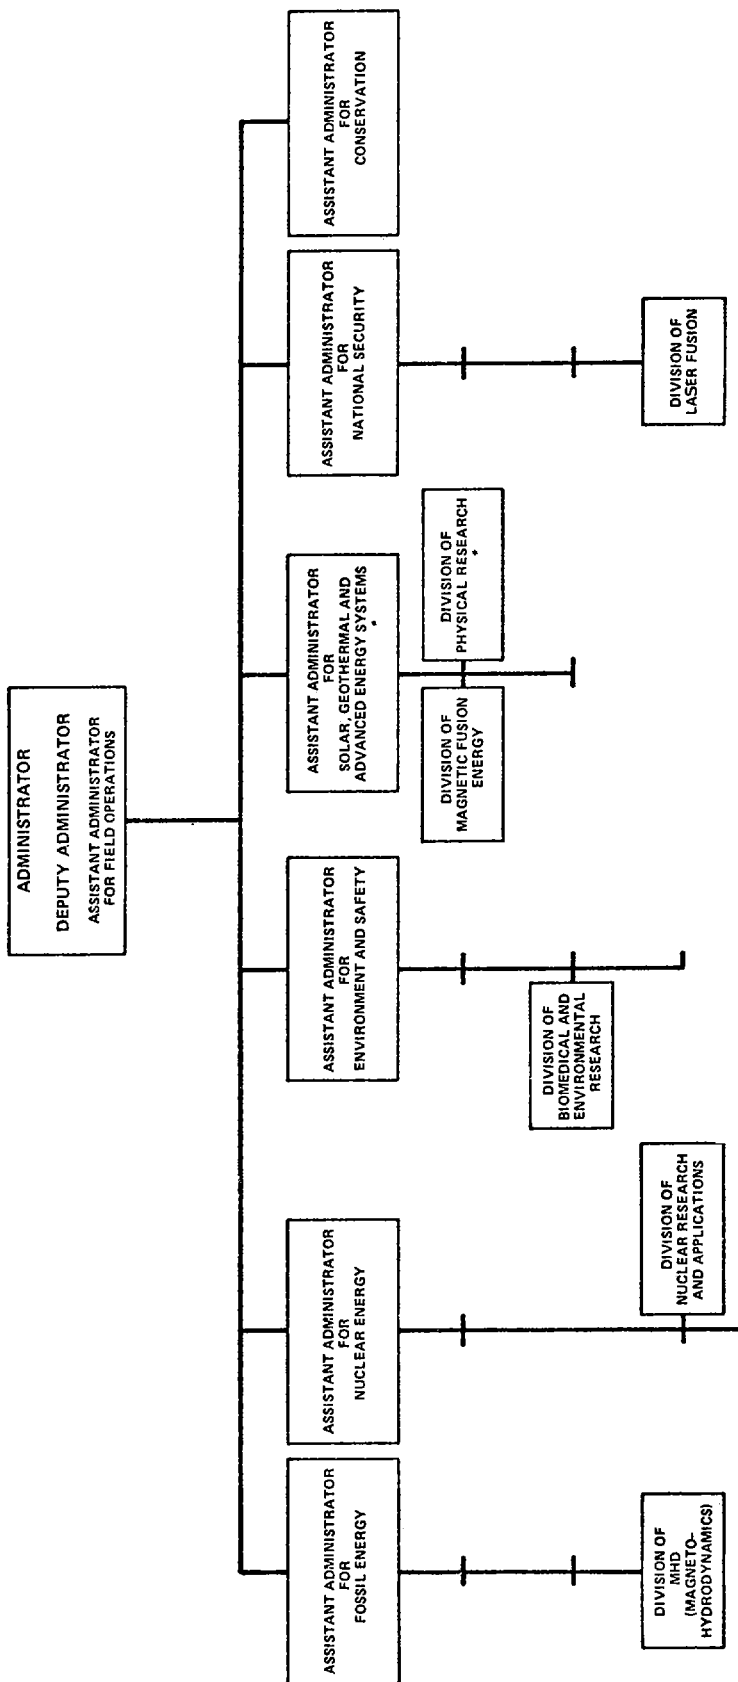 ADMINISTRATOR
DEPUTY ADMINISTRATOR
ASSISTANT ADMINISTRATOR
FOR FIELD OPERATIONS
ASSISTANT ADMINISTRATOR
FOR
FOSSIL ENERGY
ASSISTANT ADMINISTRATOR
FOR
NUCLEAR ENERGY
ASSISTANT ADMINISTRATOR
FOR
ENVIRONMENT AND SAFETY
ASSISTANT ADMINISTRATOR
FOR
SOLAR, GEOTHERMAL AND
ADVANCED ENERGY SYSTEMS
*
ASSISTANT ADMINISTRATOR
FOR
NATIONAL SECURITY
ASSISTANT ADMINISTRATOR
FOR
CONSERVATION
DIVISION OF
MAGNETIC FUSION
ENERGY
DIVISION OF
PHYSICAL RESEARCH
*
DIVISION OF
BIOMEDICAL AND
ENVIRONMENTAL
RESEARCH
DIVISION OF
MHD
(MAGNETO-
HYDRODYNAMICS)
DIVISION OF
NUCLEAR RESEARCH
AND APPLICATIONS
DIVISION OF
LASER FUSION